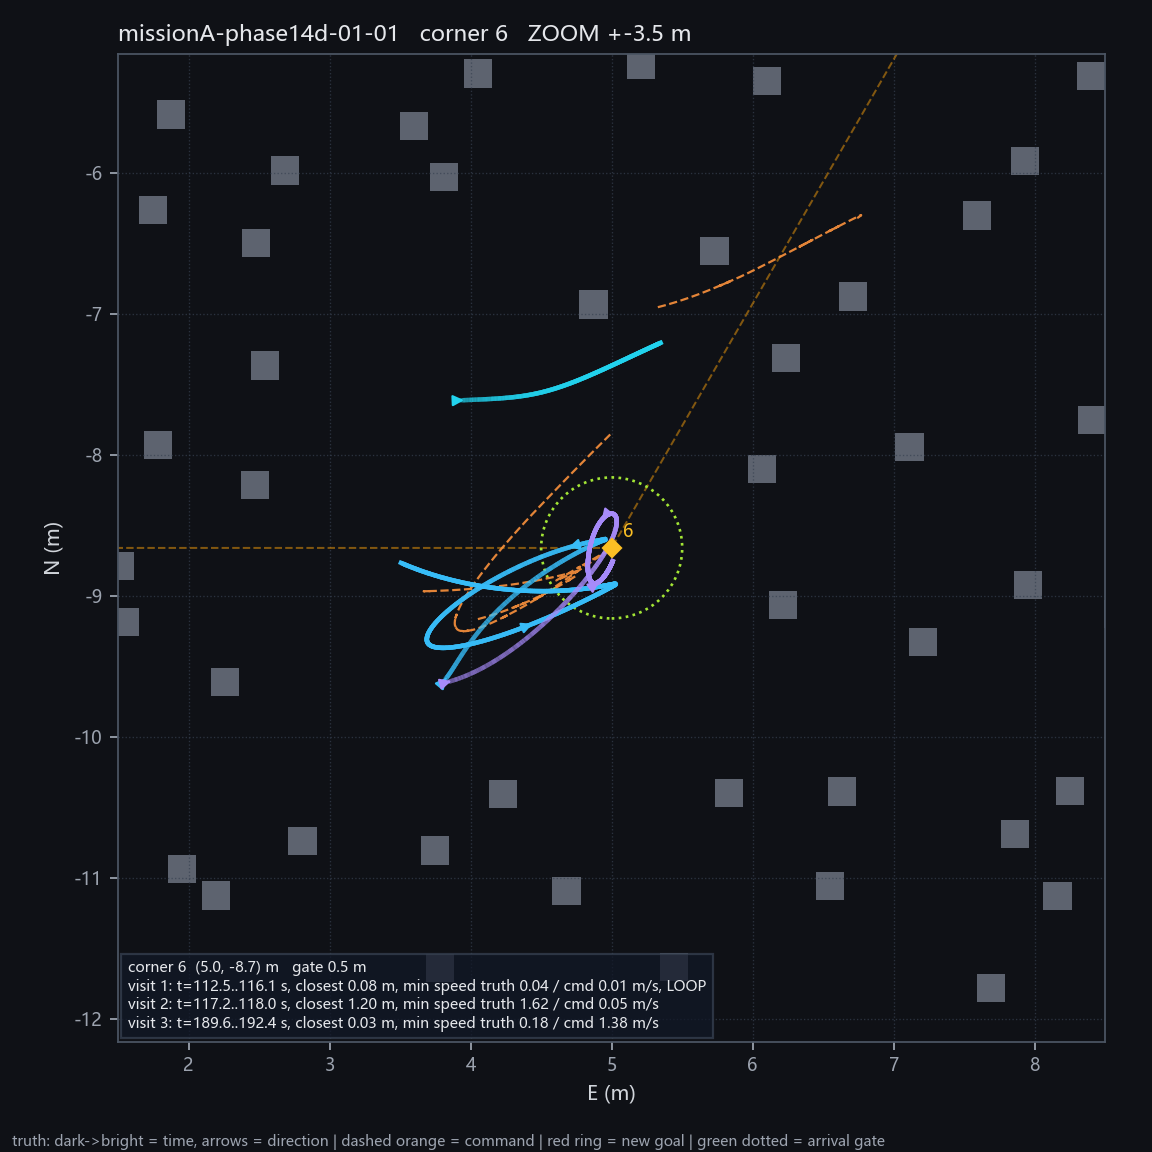 missionA-phase14d-01-01   corner 6   ZOOM +-3.5 m
-6
-7
-8
-9
-10
-11
-12
N (m)
6
corner 6  (5.0, -8.7) m   gate 0.5 m
visit 1: t=112.5..116.1 s, closest 0.08 m, min speed truth 0.04 / cmd 0.01 m/s, LOOP
visit 2: t=117.2..118.0 s, closest 1.20 m, min speed truth 1.62 / cmd 0.05 m/s
visit 3: t=189.6..192.4 s, closest 0.03 m, min speed truth 0.18 / cmd 1.38 m/s
2 3 4 5 6 7 8
E (m)
truth: dark->bright = time, arrows = direction | dashed orange = command | red ring = new goal | green dotted = arrival gate